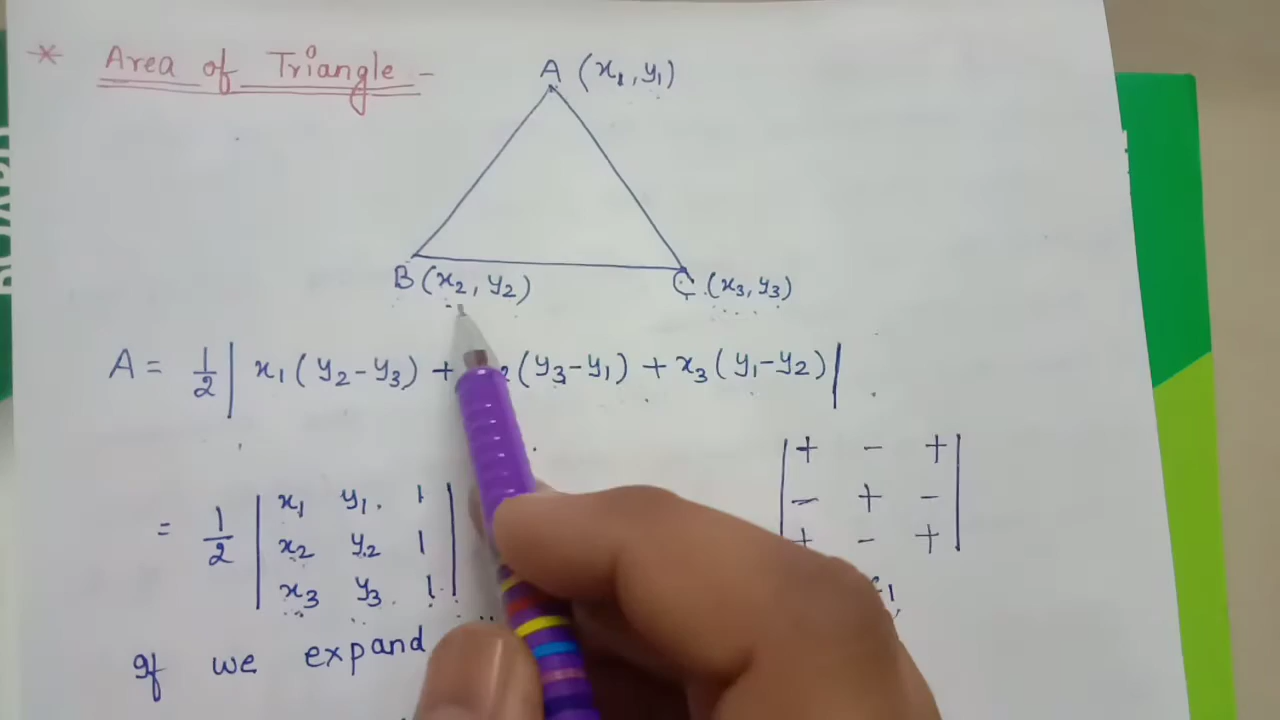 * Area of Triangle -
A (x₁, y₁)
B (x₂, y₂)
C (x₃, y₃)
A = 1/2 | x₁ ( y₂ - y₃ ) + ₂ ( y₃ - y₁ ) + x₃ ( y₁ - y₂ ) |
= 1/2 | x₁ y₁ 1 |
| x₂ y₂ 1 |
| x₃ y₃ 1 |
| + - + |
| - + - |
| + - + |
If we expand